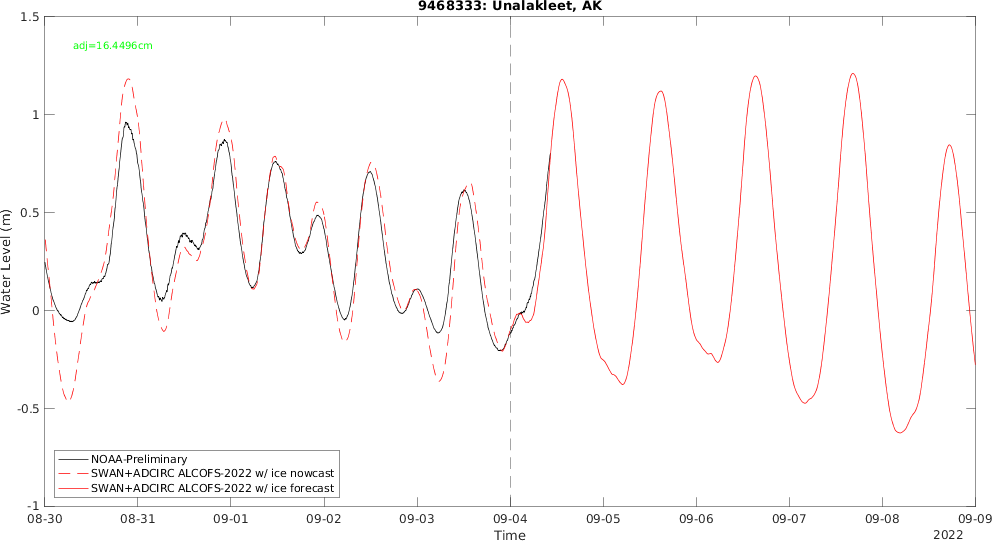 9468333: Unalakleet, AK
adj=16.4496cm
1.5
1
0.5
0
-0.5
-1
Water Level (m)
NOAA-Preliminary
SWAN+ADCIRC ALCOFS-2022 w/ ice nowcast
SWAN+ADCIRC ALCOFS-2022 w/ ice forecast
08-30 08-31 09-01 09-02 09-03 09-04 09-05 09-06 09-07 09-08 09-09
Time
2022